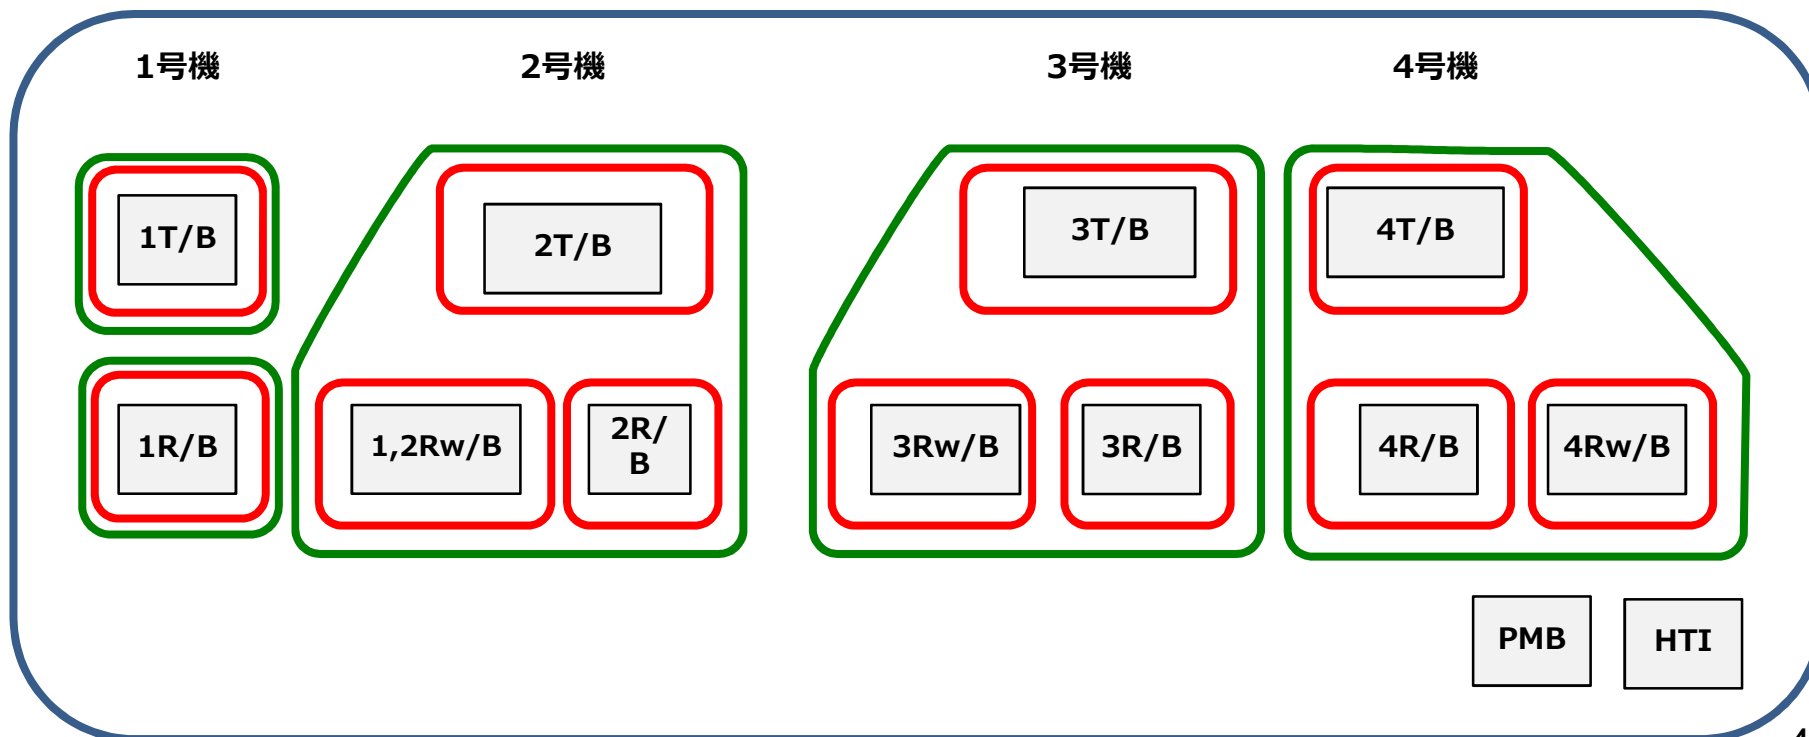 1号機
2号機
3号機
4号機
1T/B
2T/B
3T/B
4T/B
1R/B
1,2Rw/B
2R/
B
3Rw/B
3R/B
4R/B
4Rw/B
PMB
HTI